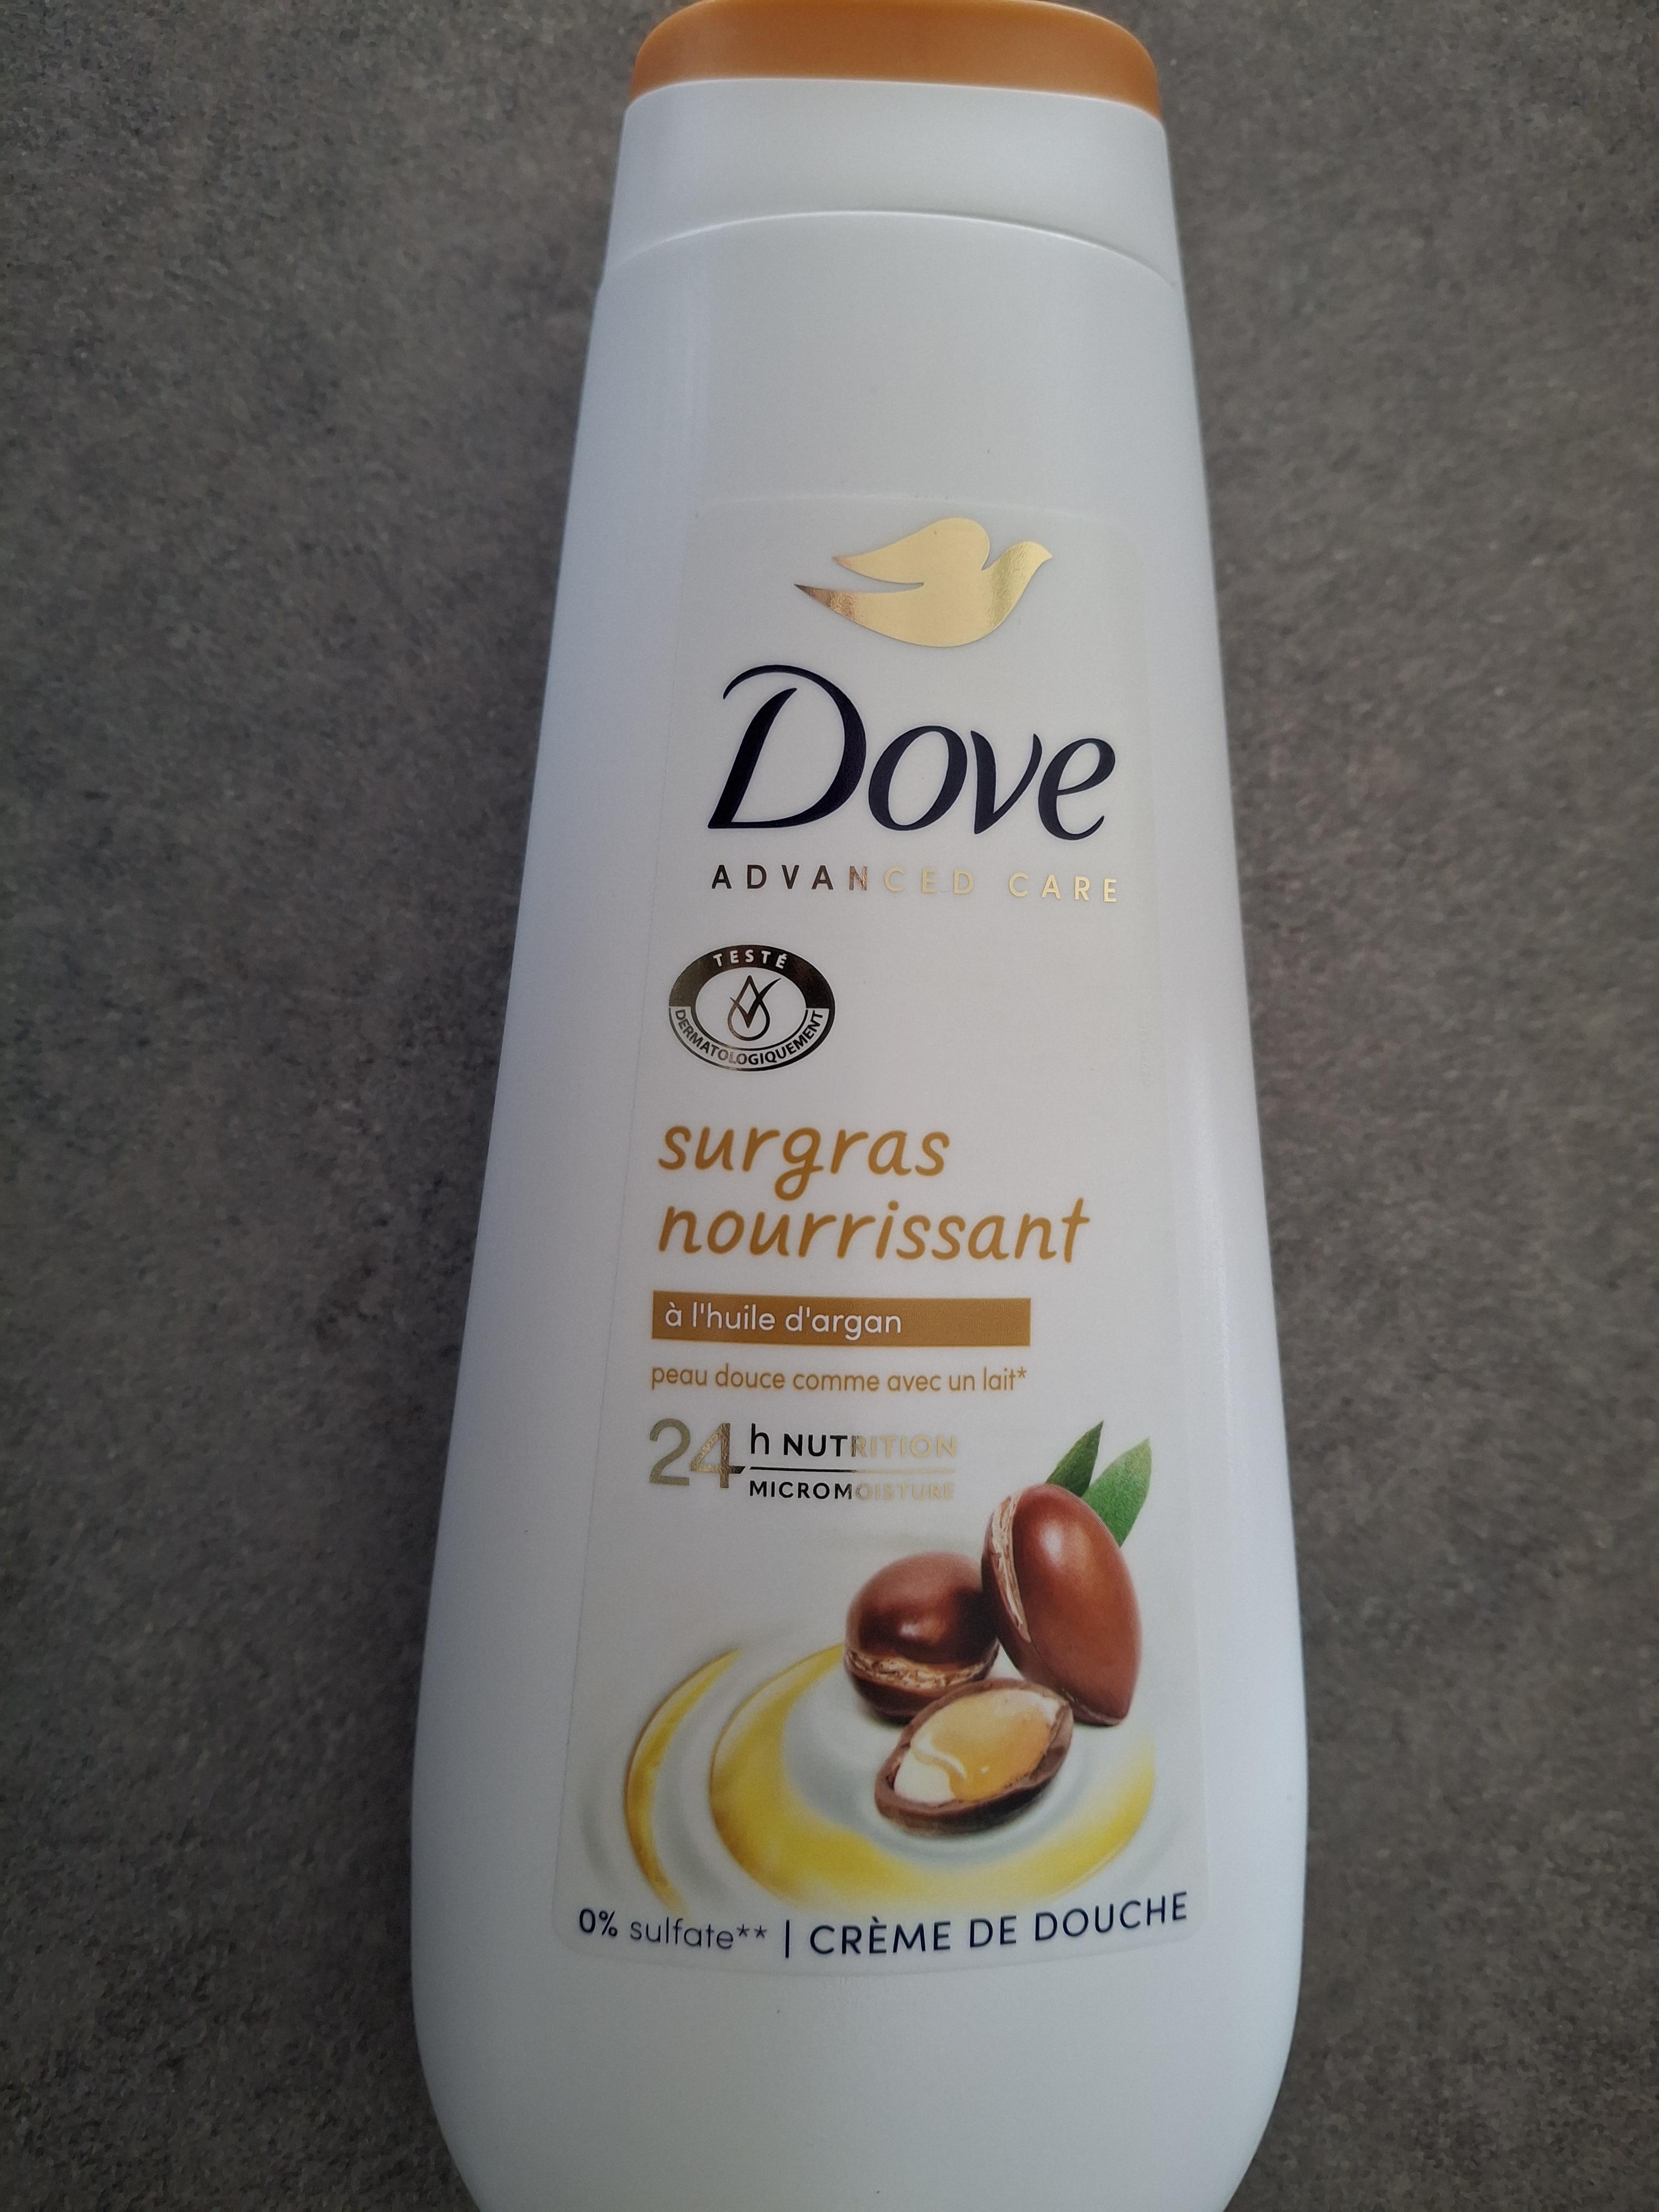 Dove
ADVANCED CARE
TESTÉ
DERMATOLOGIQUEMENT
surgras
nourrissant
à l'huile d'argan
peau douce comme avec un lait*
24 h NUTRITION
MICROMOISTURE
0% sulfate** | CRÈME DE DOUCHE